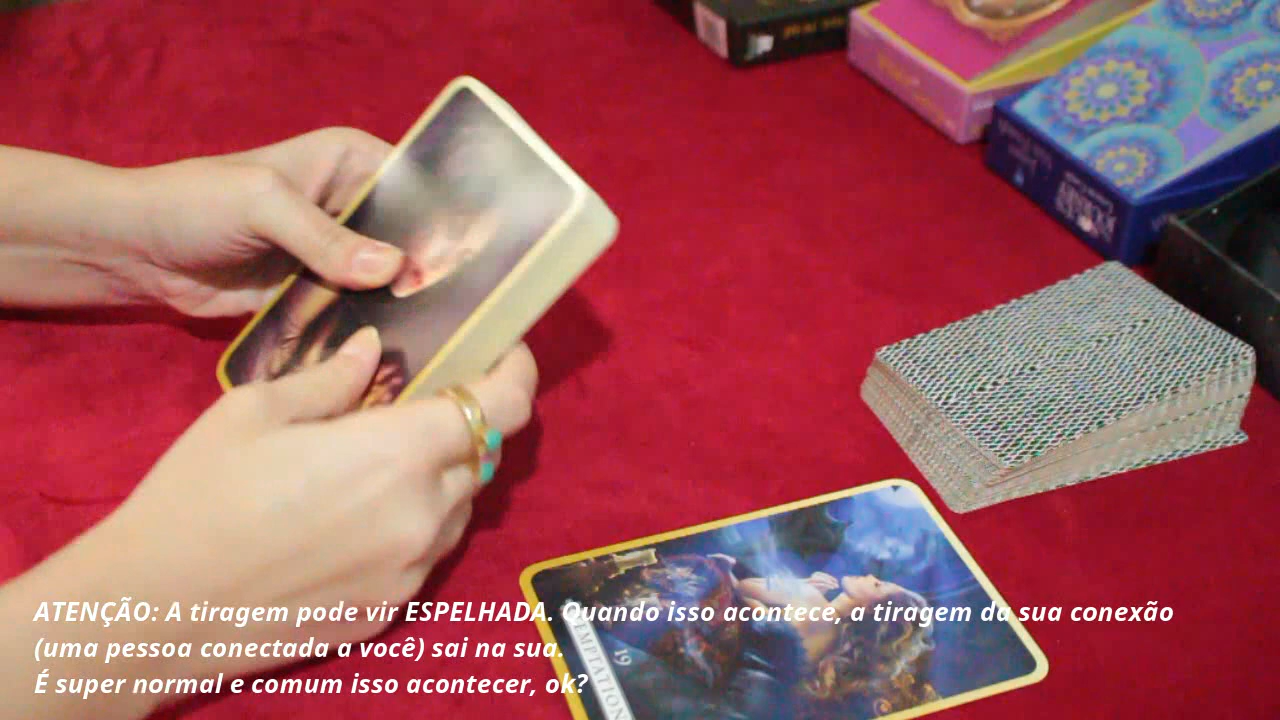 ATENÇÃO: A tiragem pode vir ESPELHADA. Quando isso acontece, a tiragem da sua conexão
(uma pessoa conectada a você) sai na sua.
É super normal e comum isso acontecer, ok?
19
TEMPTATION